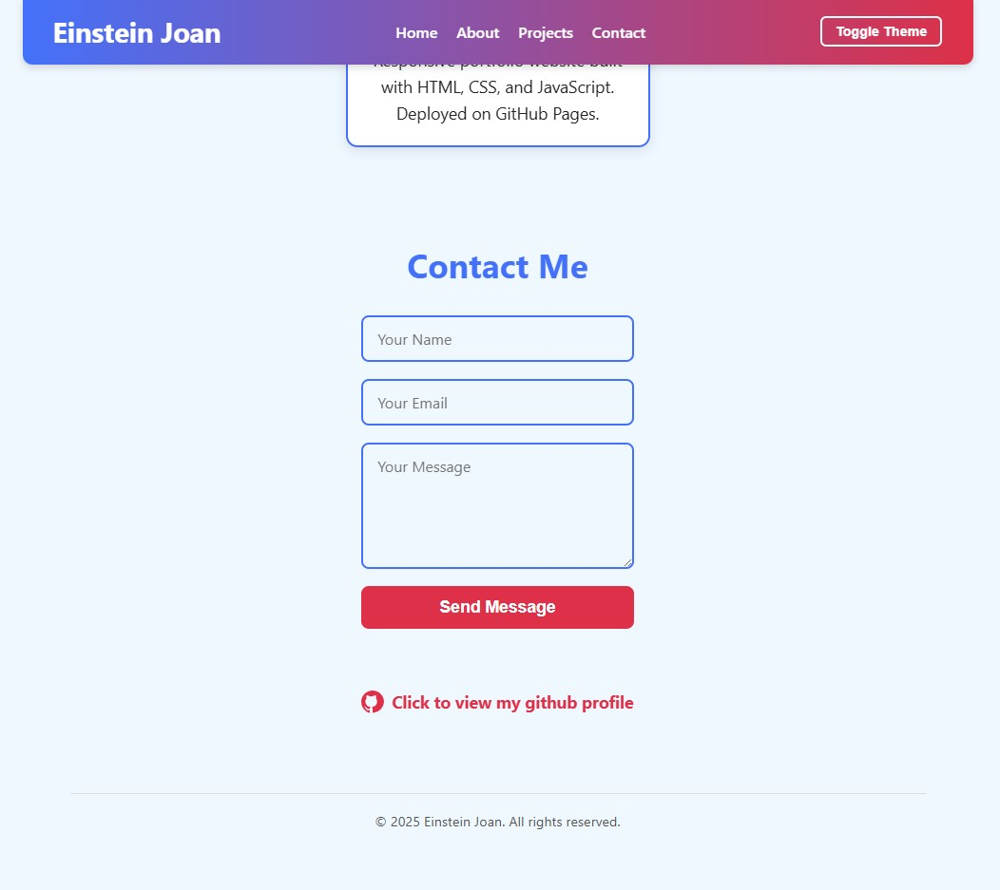 Einstein Joan
Home
About
Projects
Contact
Toggle Theme
Responsive portfolio website built
with HTML, CSS, and JavaScript.
Deployed on GitHub Pages.
Contact Me
Your Name
Your Email
Your Message
Send Message
Click to view my github profile
© 2025 Einstein Joan. All rights reserved.